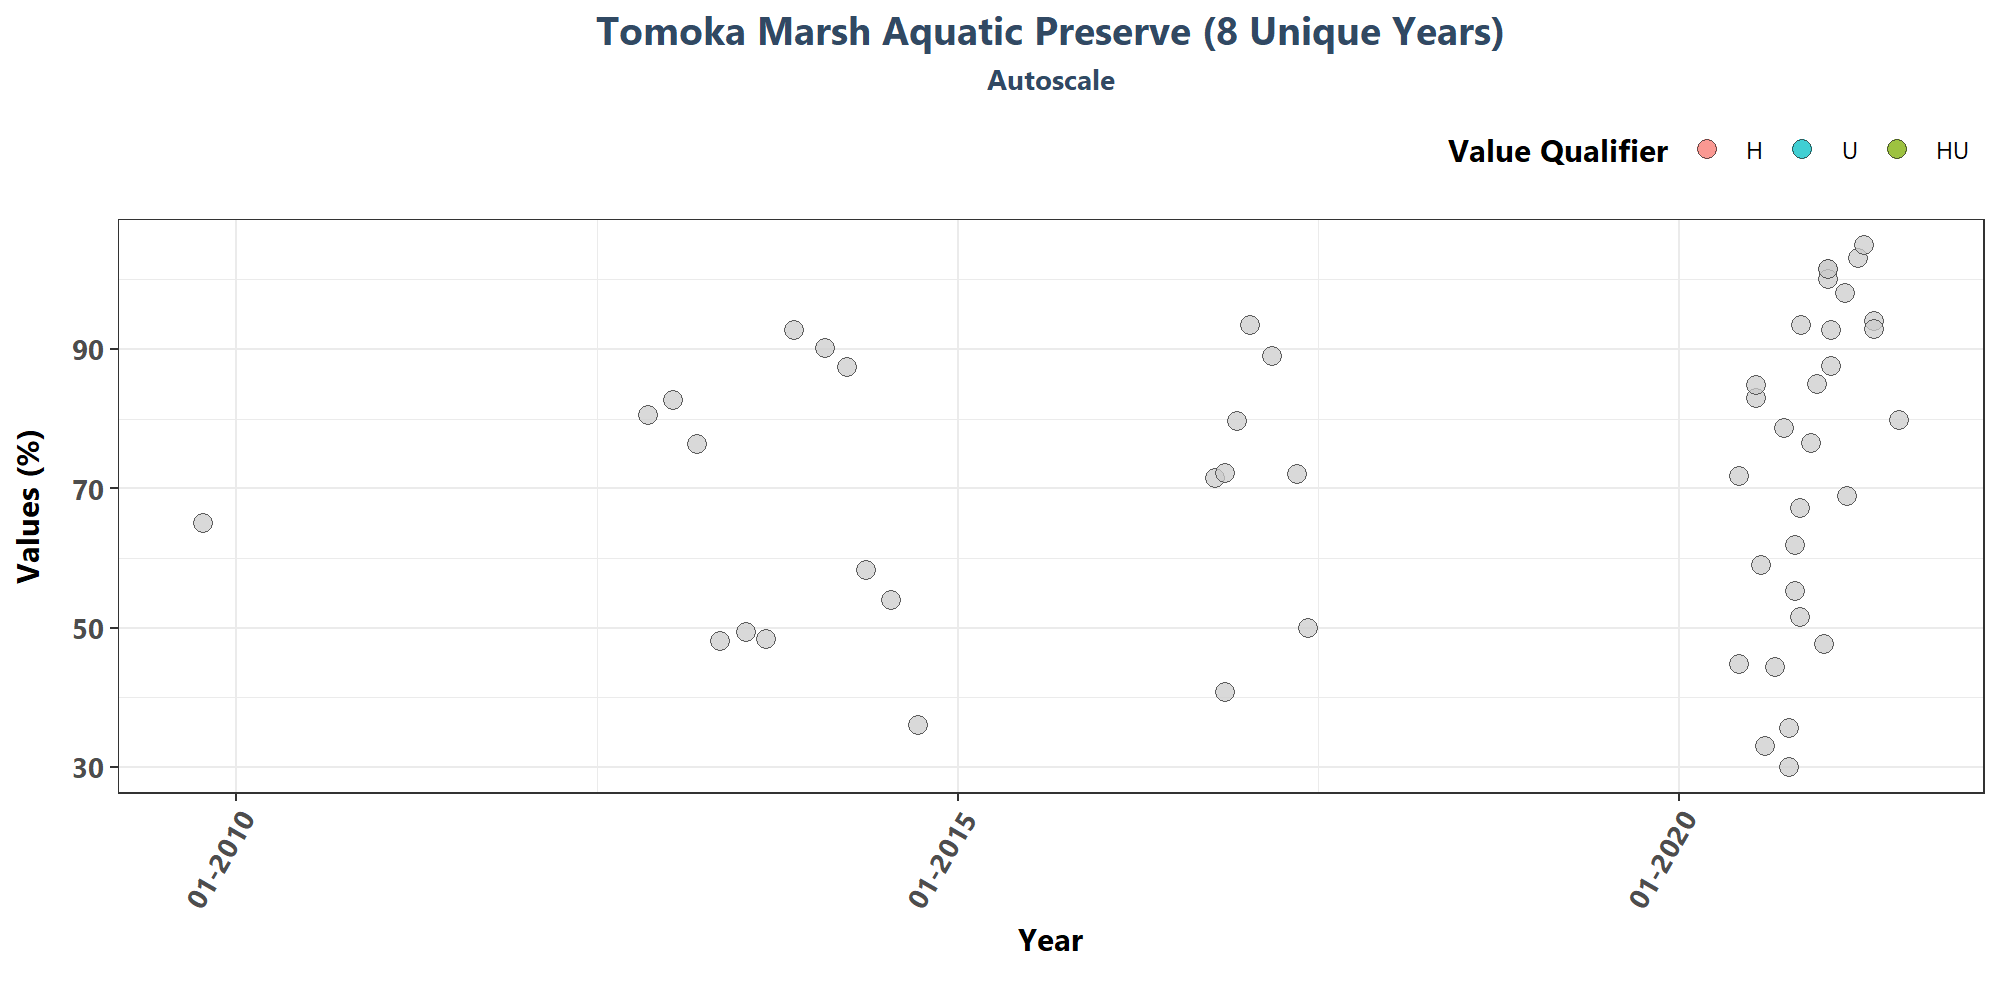 Tomoka Marsh Aquatic Preserve (8 Unique Years)
Autoscale
Value Qualifier H U HU
Values (%)
90
70
50
30
01-2010 01-2015 01-2020
Year